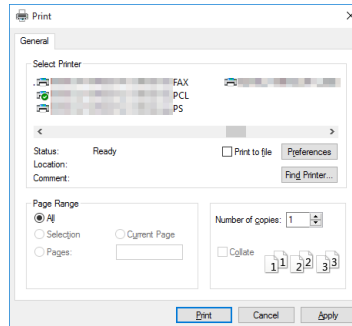 Print
General
Select Printer
FAX
PCL
PS
Status: Ready
Location:
Comment:
Print to file
Preferences
Find Printer...
Page Range
All
Selection
Current Page
Pages:
Number of copies: 1
Collate
1 1 2 2 3 3
Print Cancel Apply